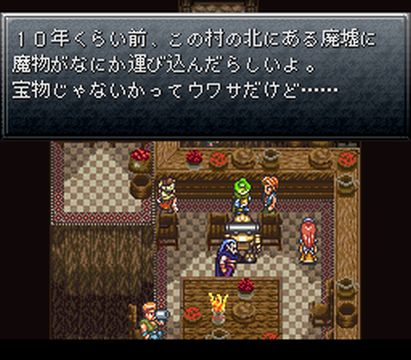 １０年くらい前、この村の北にある廃墟に
魔物がなにか運び込んだらしいよ。
宝物じゃないかってウワサだけど……